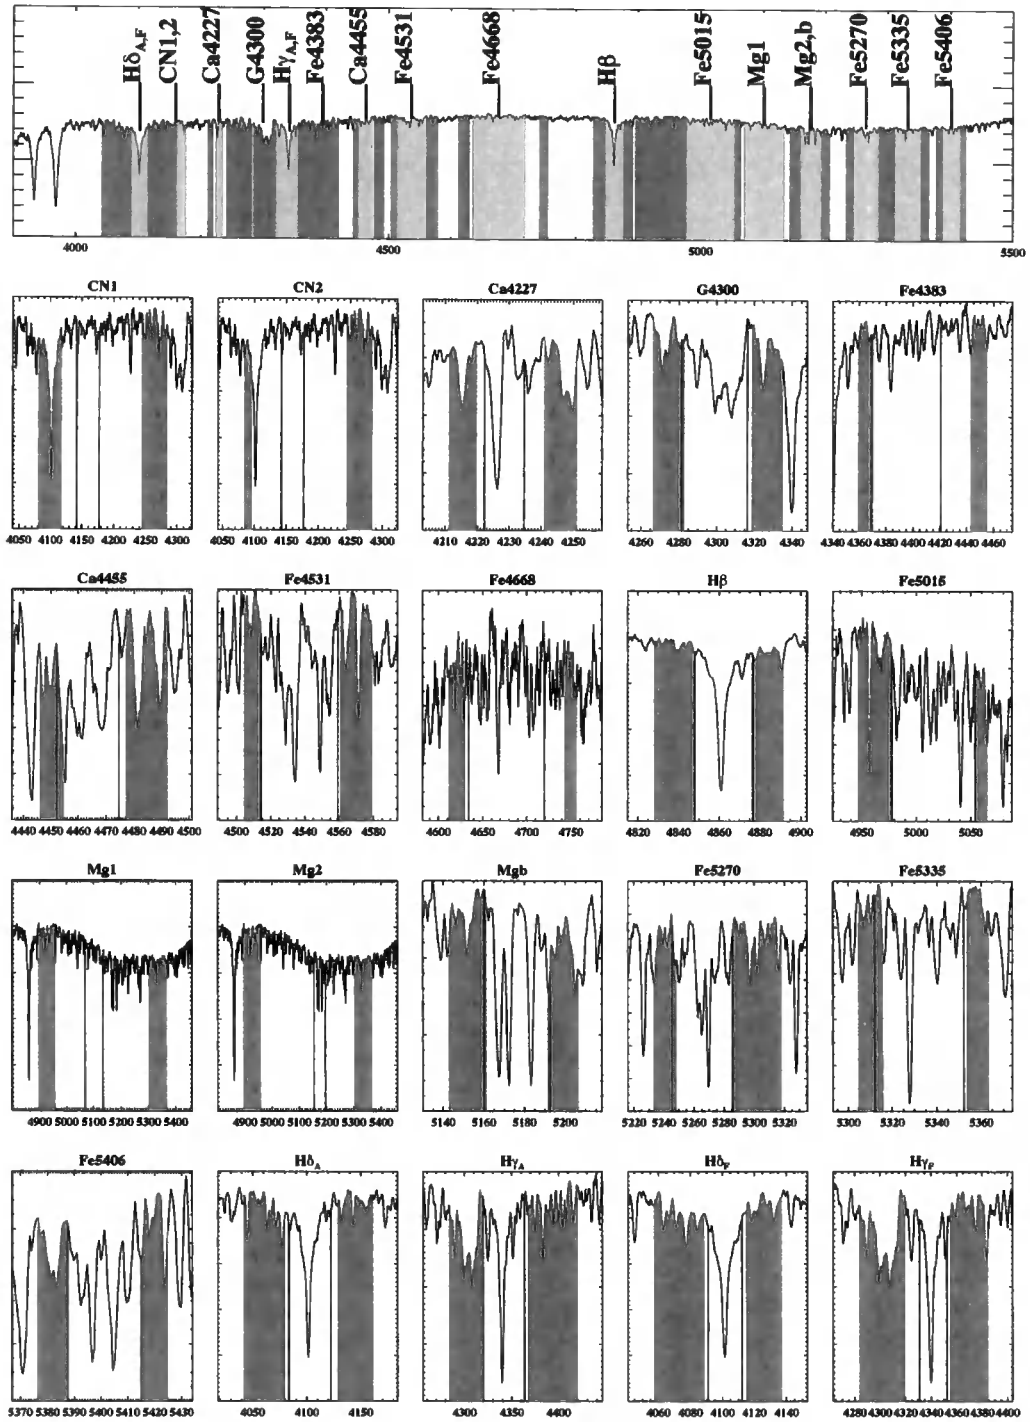 HδA,F CN1,2 Ca4227 G4300 HγA,F Fe4383 Ca4455 Fe4531 Fe4668 Hβ Fe5015 Mg1 Mg2,b Fe5270 Fe5335 Fe5406
4000 4500 5000 5500
CN1 CN2 Ca4227 G4300 Fe4383
4050 4100 4150 4200 4250 4300 4050 4100 4150 4200 4250 4300 4210 4220 4230 4240 4250 4260 4280 4300 4320 4340 4340 4360 4380 4400 4420 4440 4460
Ca4455 Fe4531 Fe4668 Hβ Fe5015
4440 4450 4460 4470 4480 4490 4500 4500 4520 4540 4560 4580 4600 4650 4700 4750 4820 4840 4860 4880 4900 4950 5000 5050
Mg1 Mg2 Mgb Fe5270 Fe5335
4900 5000 5100 5200 5300 5400 4900 5000 5100 5200 5300 5400 5140 5160 5180 5200 5220 5240 5260 5280 5300 5320 5300 5320 5340 5360
Fe5406 HδA HγA HδF HγF
5370 5380 5390 5400 5410 5420 5430 4050 4100 4150 4300 4350 4400 4060 4080 4100 4120 4140 4280 4300 4320 4340 4360 4380 4400